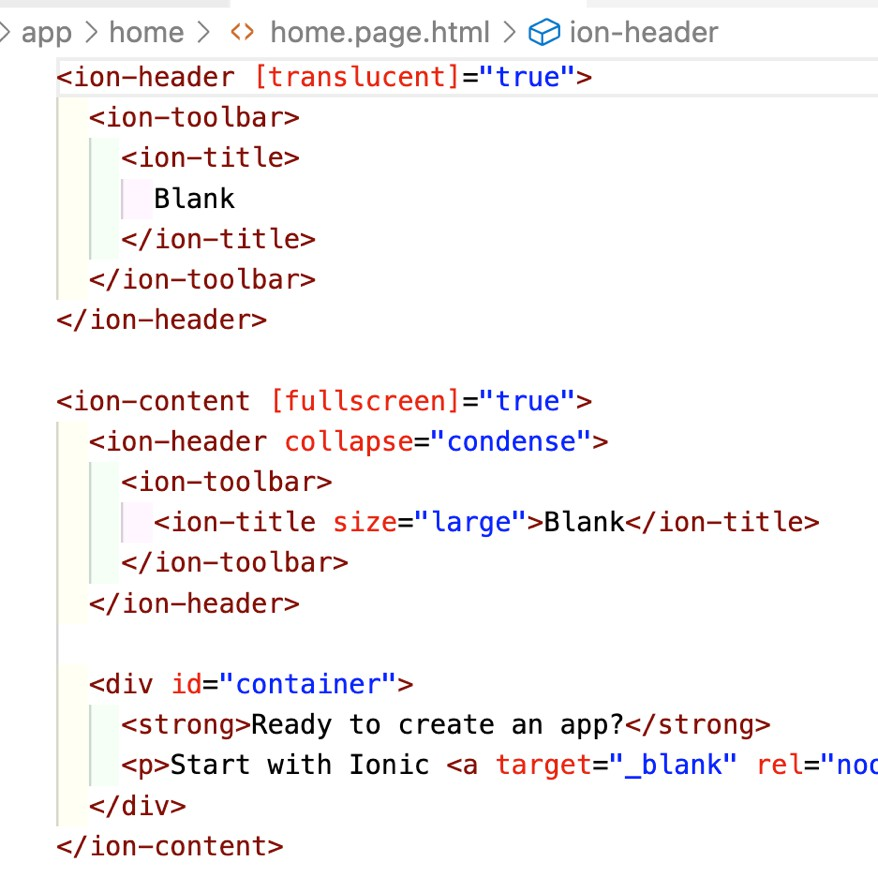 app > home > <> home.page.html > ion-header
<ion-header [translucent]="true">
<ion-toolbar>
<ion-title>
Blank
</ion-title>
</ion-toolbar>
</ion-header>
<ion-content [fullscreen]="true">
<ion-header collapse="condense">
<ion-toolbar>
<ion-title size="large">Blank</ion-title>
</ion-toolbar>
</ion-header>
<div id="container">
<strong>Ready to create an app?</strong>
<p>Start with Ionic <a target="_blank" rel="
</div>
</ion-content>